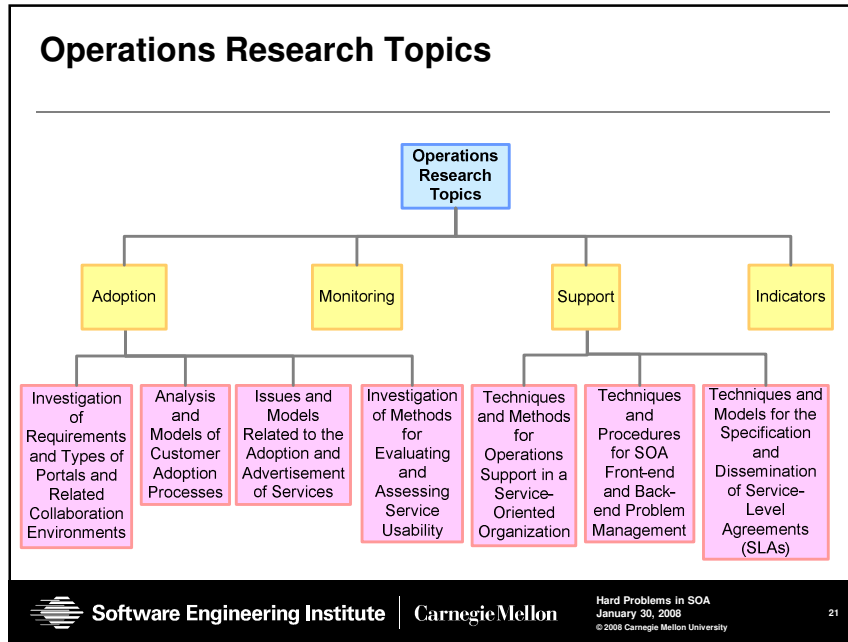 Operations Research Topics
Operations
Research
Topics
Adoption
Monitoring
Support
Indicators
Investigation
of
Requirements
and Types of
Portals and
Related
Collaboration
Environments
Analysis
and
Models of
Customer
Adoption
Processes
Issues and
Models
Related to the
Adoption and
Advertisement
of Services
Investigation
of Methods
for
Evaluating
and
Assessing
Service
Usability
Techniques
and Methods
for
Operations
Support in a
Service-
Oriented
Organization
Techniques
and
Procedures
for SOA
Front-end
and Back-
end Problem
Management
Techniques and
Models for the
Specification
and
Dissemination
of Service-
Level
Agreements
(SLAs)
Software Engineering Institute
Carnegie Mellon
Hard Problems in SOA
January 30, 2008
© 2008 Carnegie Mellon University
21